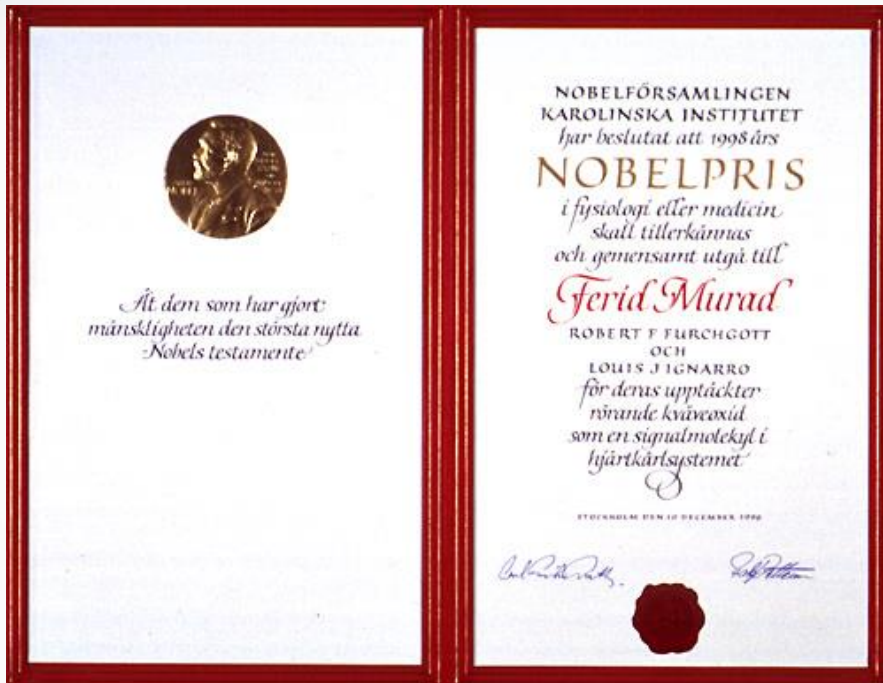 Åt dem som har gjort
mänskligheten den största nytta
Nobels testamente
NOBELFÖRSAMLINGEN
KAROLINSKA INSTITUTET
har beslutat att 1998 års
NOBELPRIS
i fysiologi eller medicin
skall tillerkännas
och gemensamt utgå till
Ferid Murad
ROBERT F FURCHGOTT
OCH
LOUIS J IGNARRO
för deras upptäckter
rörande kväveoxid
som en signalmolekyl i
hjärtkärlsystemet
STOCKHOLM DEN 10 DECEMBER 1998